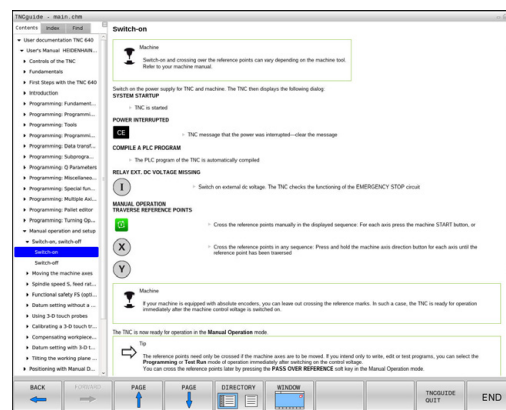 TNCguide - main.chm
Contents Index Find
User documentation TNC 640
User's Manual HEIDENHAIN...
Controls of the TNC
Fundamentals
First Steps with the TNC 640
Introduction
Programming: Fundament...
Programming: Programmi...
Programming: Tools
Programming: Programmi...
Programming: Data transf...
Programming: Subprogra...
Programming: Q Parameters
Programming: Miscellaneo...
Programming: Special fun...
Programming: Multiple Axi...
Programming: Pallet editor
Programming: Turning Op...
Manual operation and setup
Switch-on, switch-off
Switch-on
Switch-off
Moving the machine axes
Spindle speed S, feed rat...
Functional safety FS (opti...
Datum setting without a ...
Using 3-D touch probes
Calibrating a 3-D touch tr...
Compensating workpiece...
Datum setting with 3-D t...
Tilting the working plane ...
Positioning with Manual D...
Switch-on
Machine
Switch-on and crossing over the reference points can vary depending on the machine tool.
Refer to your machine manual.
Switch on the power supply for TNC and machine. The TNC then displays the following dialog:
SYSTEM STARTUP
TNC is started
POWER INTERRUPTED
CE
TNC message that the power was interrupted—clear the message
COMPILE A PLC PROGRAM
The PLC program of the TNC is automatically compiled
RELAY EXT. DC VOLTAGE MISSING
I
Switch on external dc voltage. The TNC checks the functioning of the EMERGENCY STOP circuit
MANUAL OPERATION
TRAVERSE REFERENCE POINTS
Cross the reference points manually in the displayed sequence: For each axis press the machine START button, or
X
Cross the reference points in any sequence: Press and hold the machine axis direction button for each axis until the
reference point has been traversed
Y
Machine
If your machine is equipped with absolute encoders, you can leave out crossing the reference marks. In such a case, the TNC is ready for operation
immediately after the machine control voltage is switched on.
The TNC is now ready for operation in the Manual Operation mode.
Tip
The reference points need only be crossed if the machine axes are to be moved. If you intend only to write, edit or test programs, you can select the
Programming or Test Run mode of operation immediately after switching on the control voltage.
You can cross the reference points later by pressing the PASS OVER REFERENCE soft key in the Manual Operation mode.
BACK FORWARD PAGE PAGE DIRECTORY WINDOW TNCGUIDE QUIT END